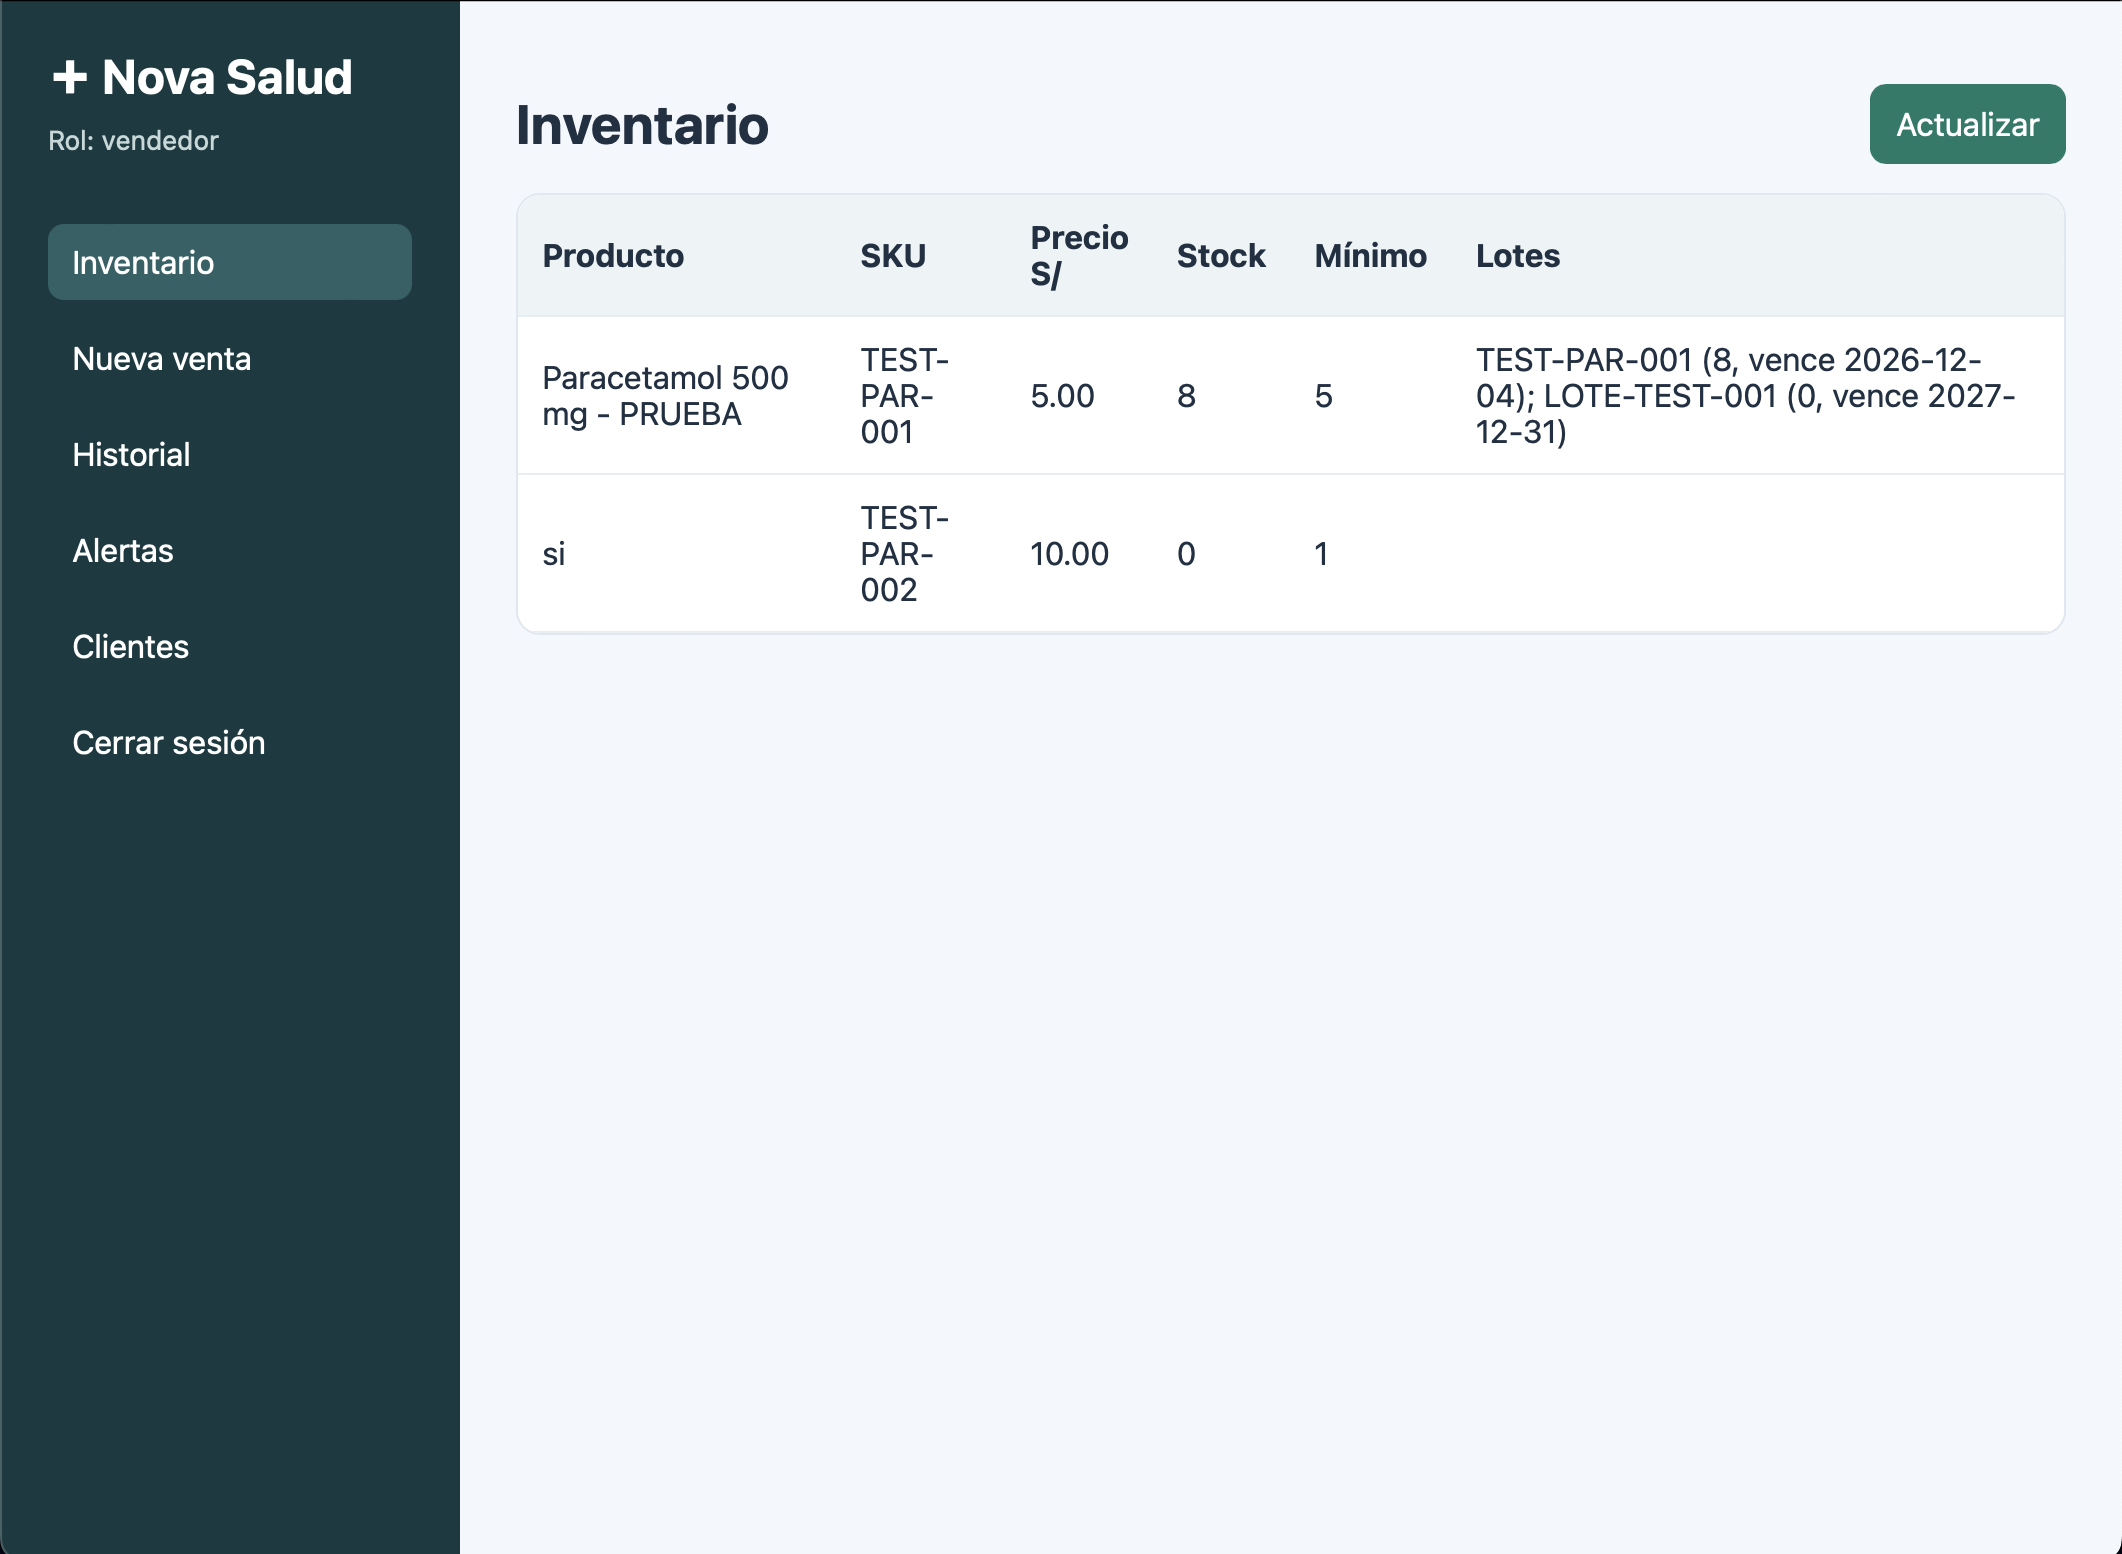 + Nova Salud
Rol: vendedor
Inventario
Nueva venta
Historial
Alertas
Clientes
Cerrar sesión
Inventario
Actualizar
Producto
SKU
Precio
S/
Stock
Mínimo
Lotes
Paracetamol 500
mg - PRUEBA
TEST-
PAR-
001
5.00
8
5
TEST-PAR-001 (8, vence 2026-12-
04); LOTE-TEST-001 (0, vence 2027-
12-31)
si
TEST-
PAR-
002
10.00
0
1